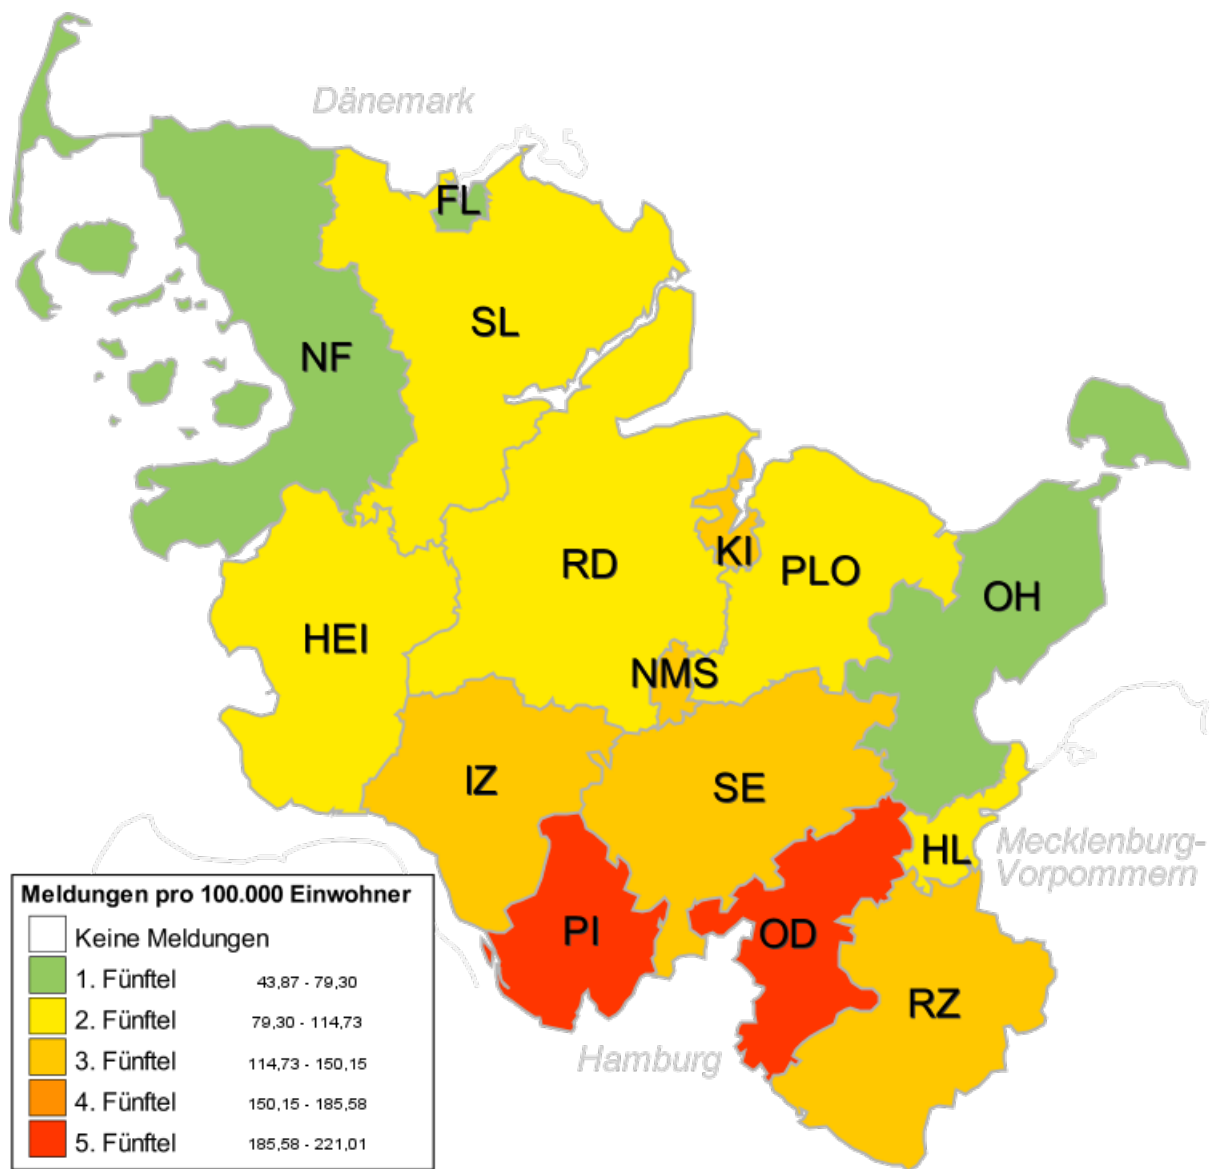 Dänemark
FL
SL
NF
RD
KI
PLO
OH
HEI
NMS
IZ
SE
HL
Mecklenburg-
Vorpommern
PI
OD
RZ
Hamburg
Meldungen pro 100.000 Einwohner
Keine Meldungen
1. Fünftel 43,87 - 79,30
2. Fünftel 79,30 - 114,73
3. Fünftel 114,73 - 150,15
4. Fünftel 150,15 - 185,58
5. Fünftel 185,58 - 221,01